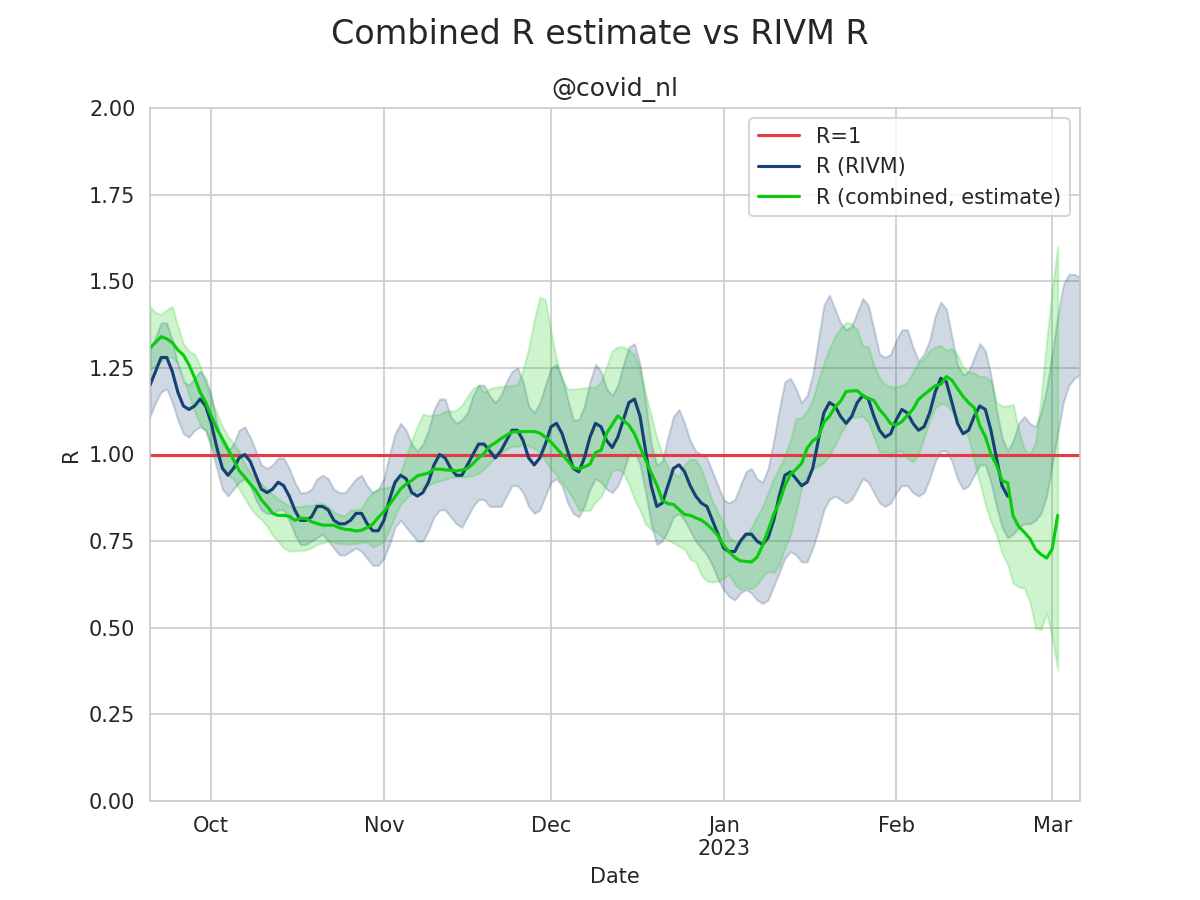 Combined R estimate vs RIVM R
@covid_nl
R=1
R (RIVM)
R (combined, estimate)
2.00
1.75
1.50
1.25
1.00
0.75
0.50
0.25
0.00
R
Oct Nov Dec Jan Feb Mar
2023
Date